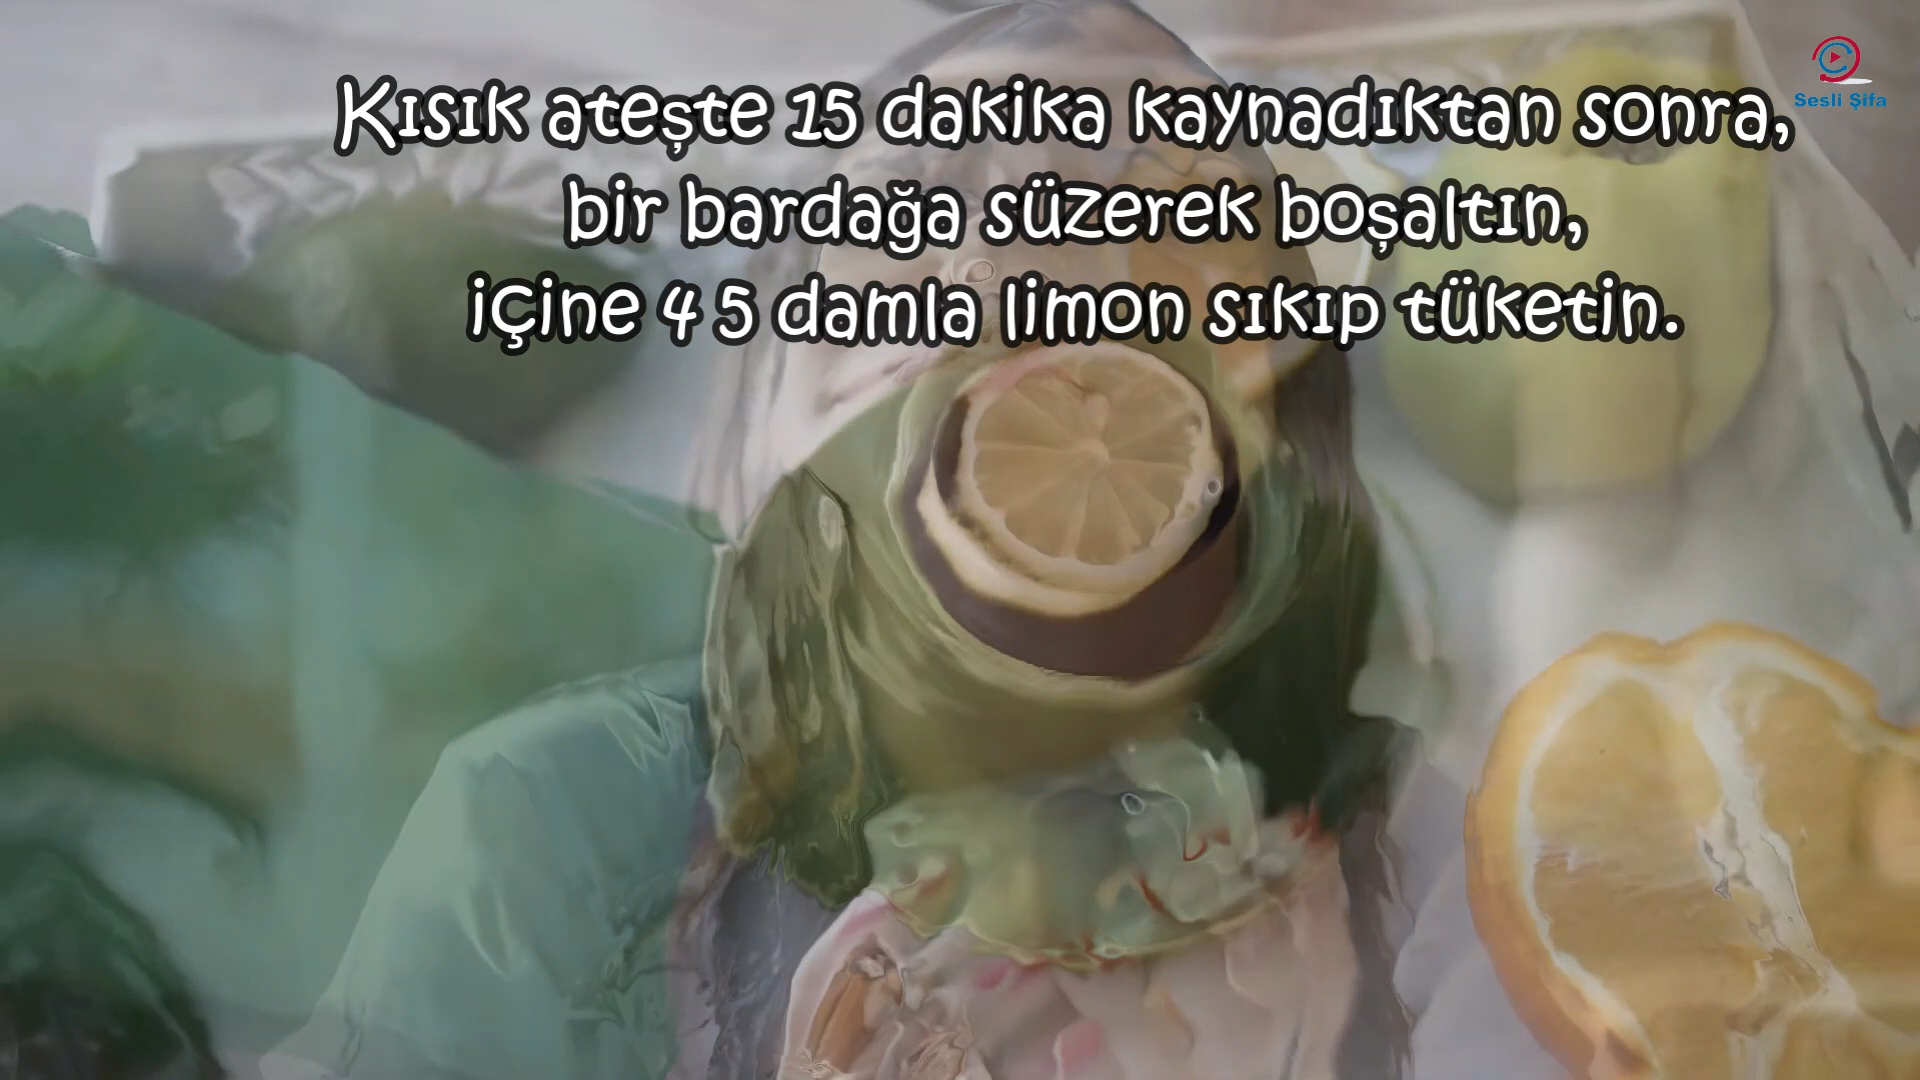 Sesli Şifa
Kısık ateşte 15 dakika kaynadıktan sonra,
bir bardağa süzerek boşaltın,
içine 4 5 damla limon sıkıp tüketin.